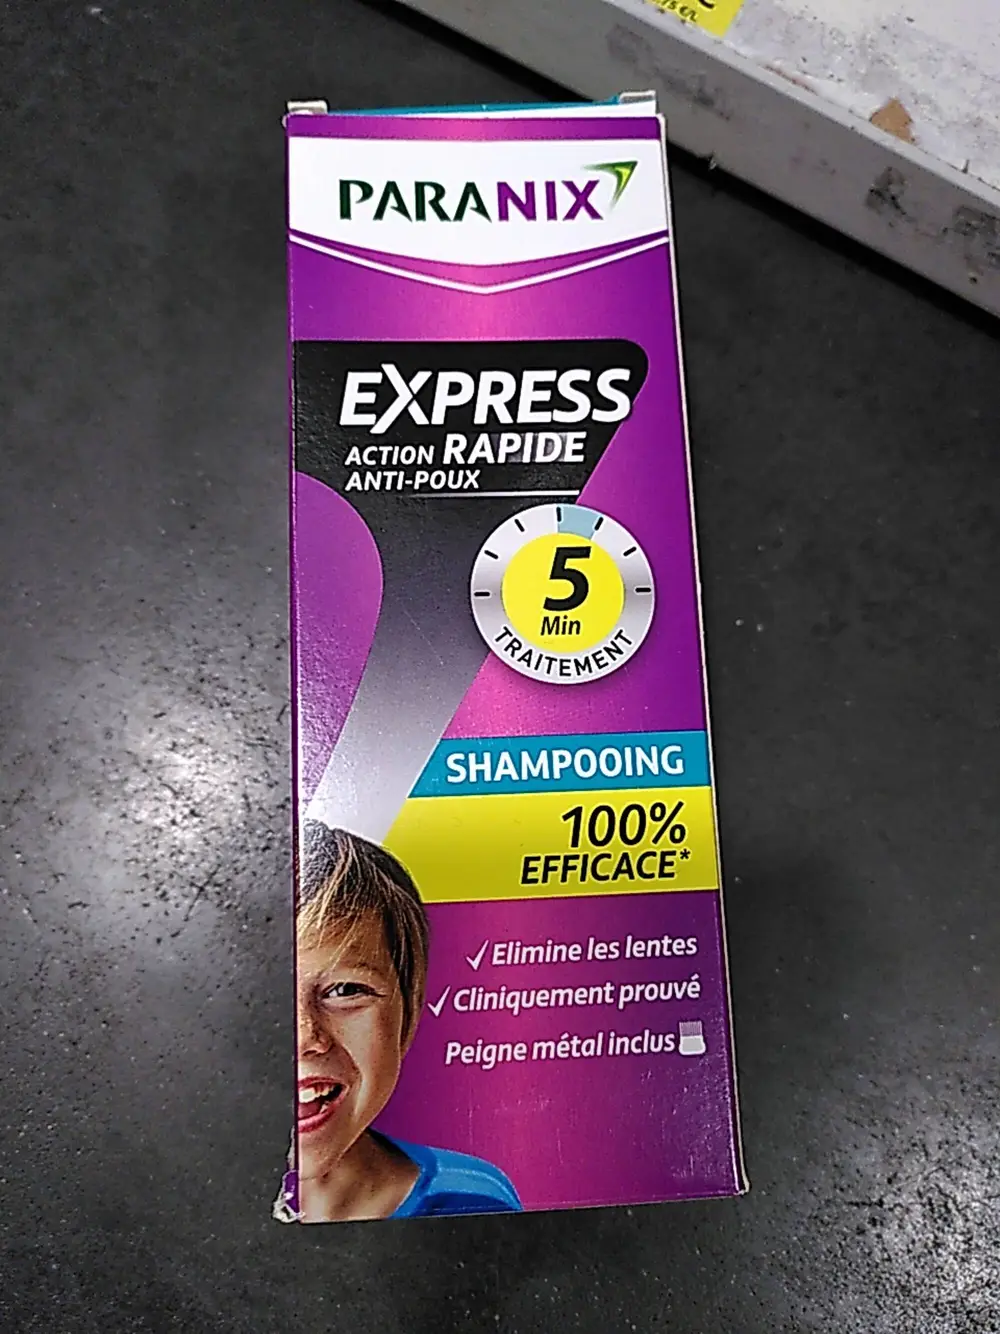 PARANIX
EXPRESS
ACTION RAPIDE
ANTI-POUX
5
Min
TRAITEMENT
SHAMPOOING
100%
EFFICACE*
Elimine les lentes
Cliniquement prouvé
Peigne métal inclus